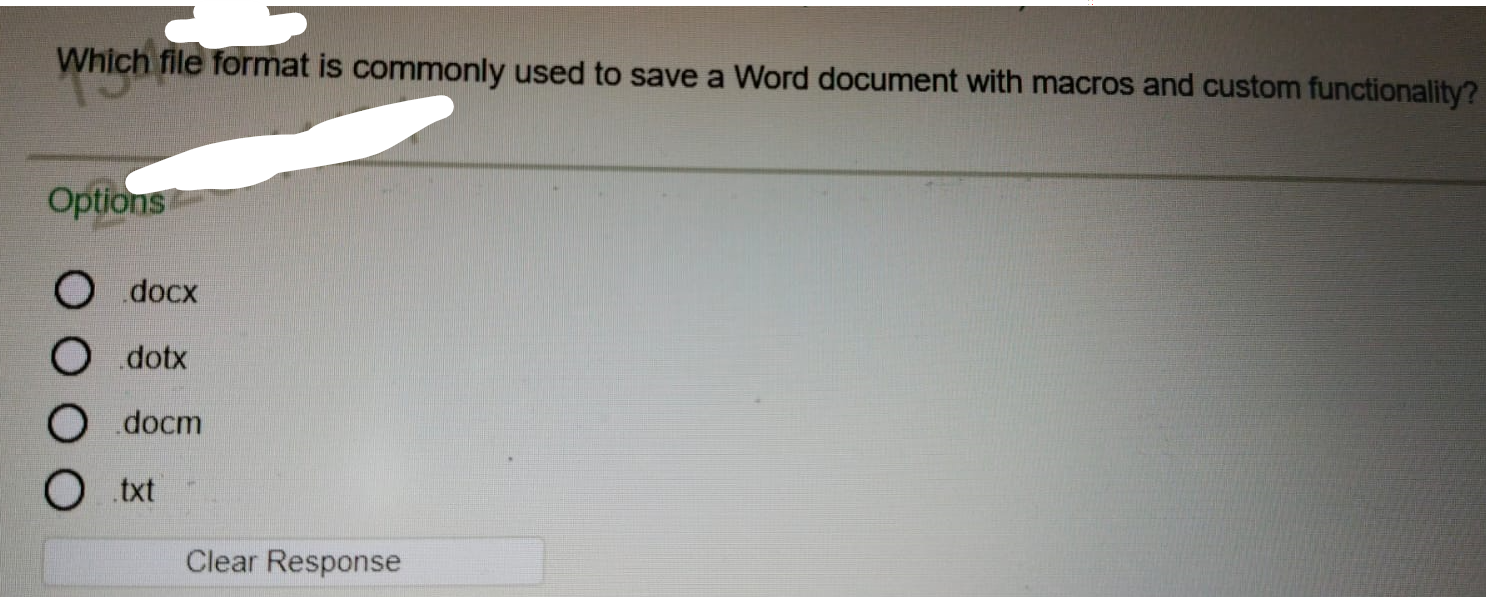 Which file format is commonly used to save a Word document with macros and custom functionality?
Options
.docx
.dotx
.docm
.txt
Clear Response